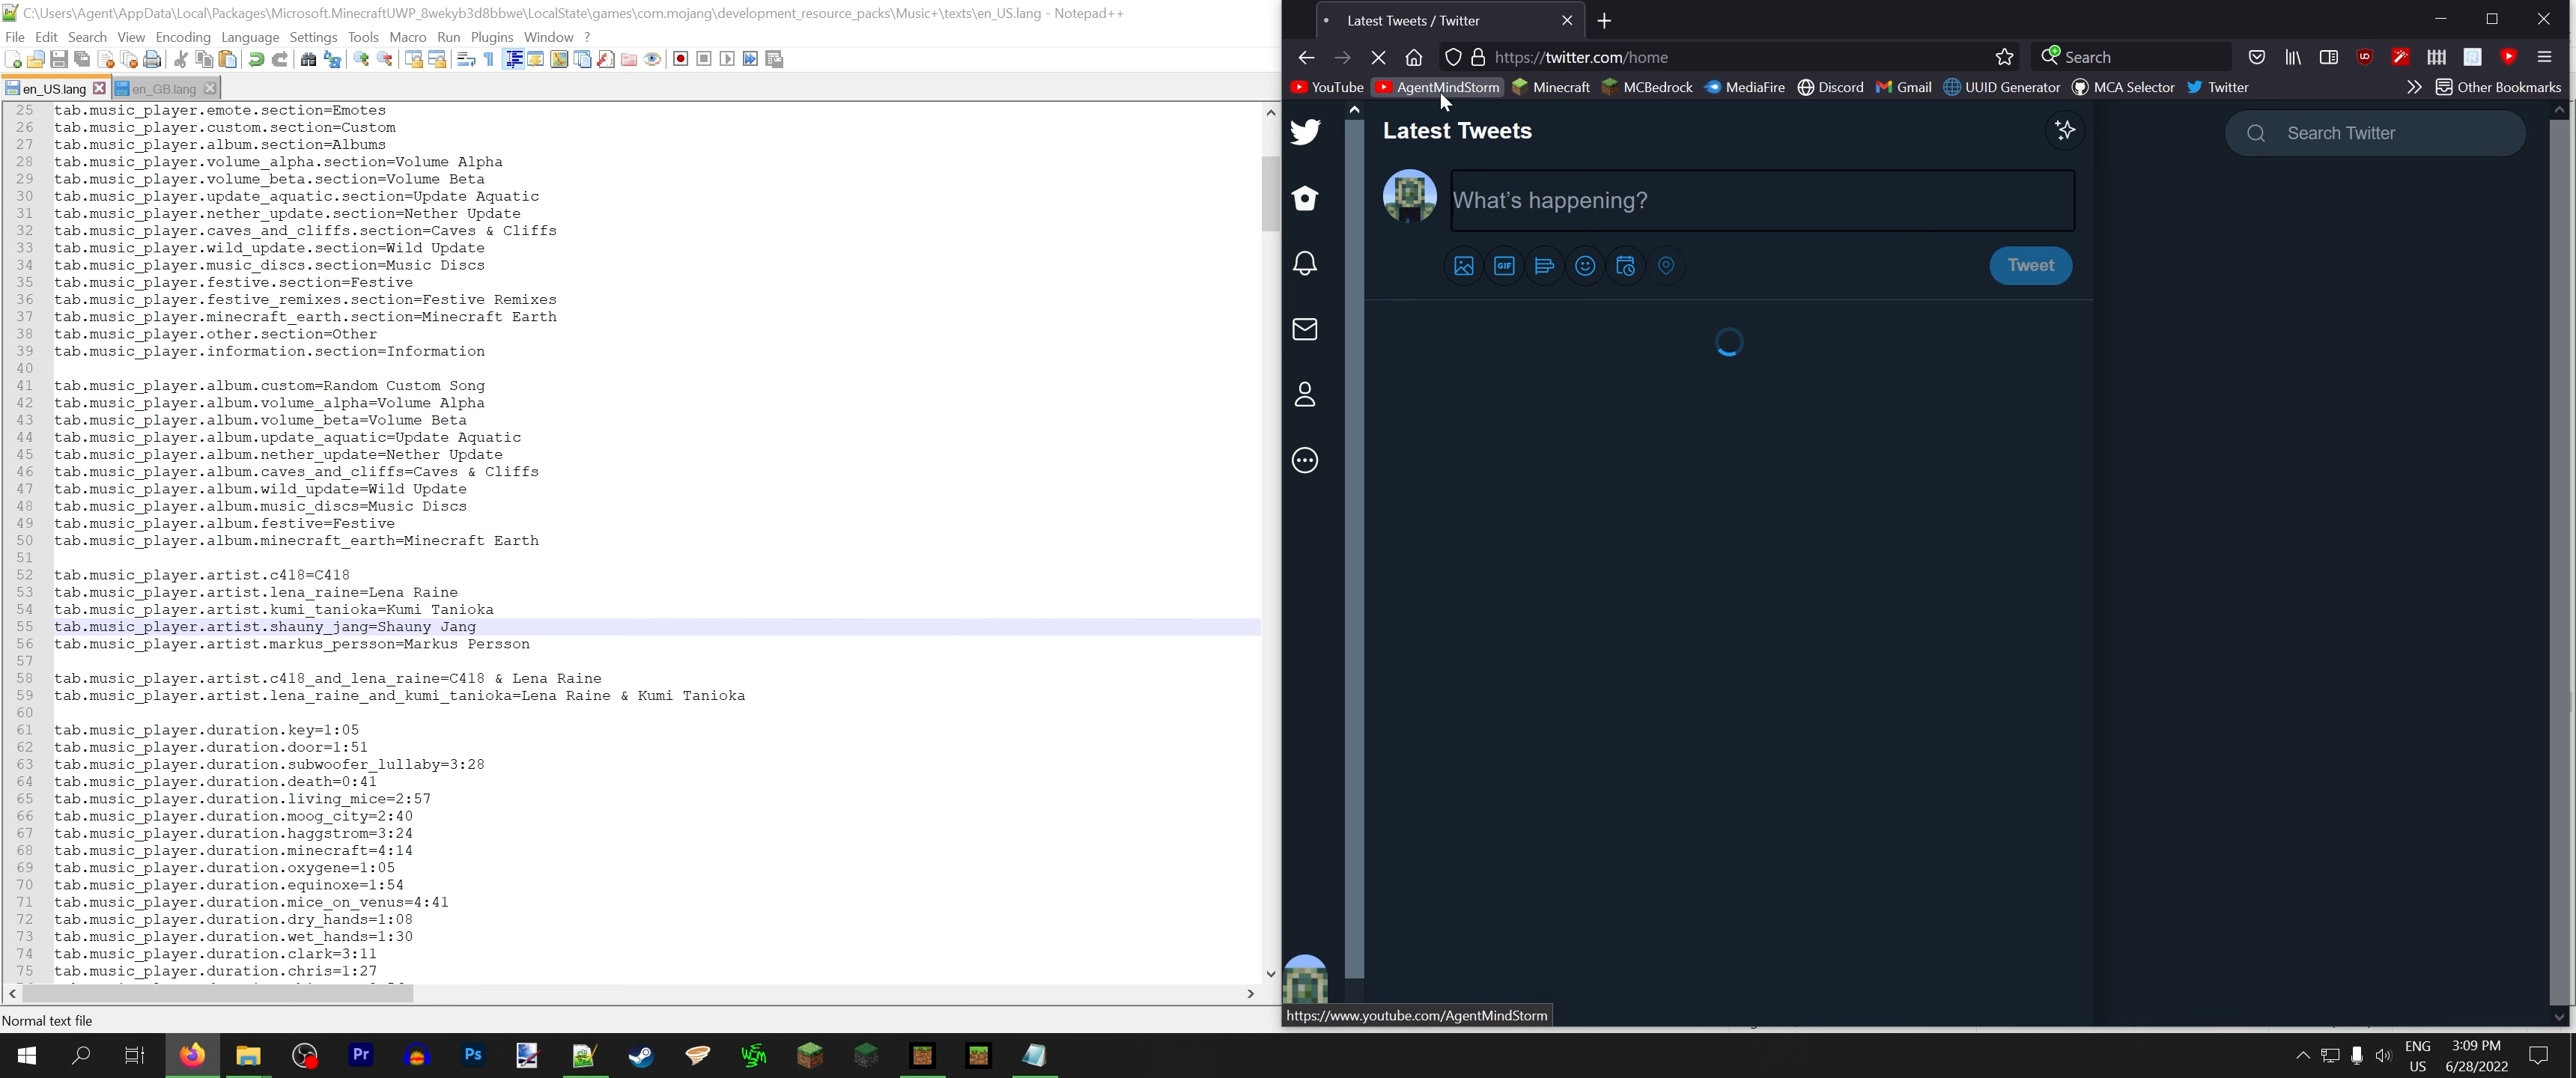 C:\Users\Agent\AppData\Local\Packages\Microsoft.MinecraftUWP_8wekyb3d8bbwe\LocalState\games\com.mojang\development_resource_packs\Music+\texts\en_US.lang - Notepad++
File Edit Search View Encoding Language Settings Tools Macro Run Plugins Window ?
en_US.lang en_GB.lang
25 tab.music_player.emote.section=Emotes
26 tab.music_player.custom.section=Custom
27 tab.music_player.album.section=Albums
28 tab.music_player.volume_alpha.section=Volume Alpha
29 tab.music_player.volume_beta.section=Volume Beta
30 tab.music_player.update_aquatic.section=Update Aquatic
31 tab.music_player.nether_update.section=Nether Update
32 tab.music_player.caves_and_cliffs.section=Caves & Cliffs
33 tab.music_player.wild_update.section=Wild Update
34 tab.music_player.music_discs.section=Music Discs
35 tab.music_player.festive.section=Festive
36 tab.music_player.festive_remixes.section=Festive Remixes
37 tab.music_player.minecraft_earth.section=Minecraft Earth
38 tab.music_player.other.section=Other
39 tab.music_player.information.section=Information
40
41 tab.music_player.album.custom=Random Custom Song
42 tab.music_player.album.volume_alpha=Volume Alpha
43 tab.music_player.album.volume_beta=Volume Beta
44 tab.music_player.album.update_aquatic=Update Aquatic
45 tab.music_player.album.nether_update=Nether Update
46 tab.music_player.album.caves_and_cliffs=Caves & Cliffs
47 tab.music_player.album.wild_update=Wild Update
48 tab.music_player.album.music_discs=Music Discs
49 tab.music_player.album.festive=Festive
50 tab.music_player.album.minecraft_earth=Minecraft Earth
51
52 tab.music_player.artist.c418=C418
53 tab.music_player.artist.lena_raine=Lena Raine
54 tab.music_player.artist.kumi_tanioka=Kumi Tanioka
55 tab.music_player.artist.shauny_jang=Shauny Jang
56 tab.music_player.artist.markus_persson=Markus Persson
57
58 tab.music_player.artist.c418_and_lena_raine=C418 & Lena Raine
59 tab.music_player.artist.lena_raine_and_kumi_tanioka=Lena Raine & Kumi Tanioka
60
61 tab.music_player.duration.key=1:05
62 tab.music_player.duration.door=1:51
63 tab.music_player.duration.subwoofer_lullaby=3:28
64 tab.music_player.duration.death=0:41
65 tab.music_player.duration.living_mice=2:57
66 tab.music_player.duration.moog_city=2:40
67 tab.music_player.duration.haggstrom=3:24
68 tab.music_player.duration.minecraft=4:14
69 tab.music_player.duration.oxygene=1:05
70 tab.music_player.duration.equinoxe=1:54
71 tab.music_player.duration.mice_on_venus=4:41
72 tab.music_player.duration.dry_hands=1:08
73 tab.music_player.duration.wet_hands=1:30
74 tab.music_player.duration.clark=3:11
75 tab.music_player.duration.chris=1:27
Normal text file
Latest Tweets / Twitter
https://twitter.com/home
Search
YouTube AgentMindStorm Minecraft MCBedrock MediaFire Discord Gmail UUID Generator MCA Selector Twitter Other Bookmarks
Latest Tweets
Search Twitter
What's happening?
GIF
Tweet
https://www.youtube.com/AgentMindStorm
Pr
Ps
ENG
US
3:09 PM
6/28/2022